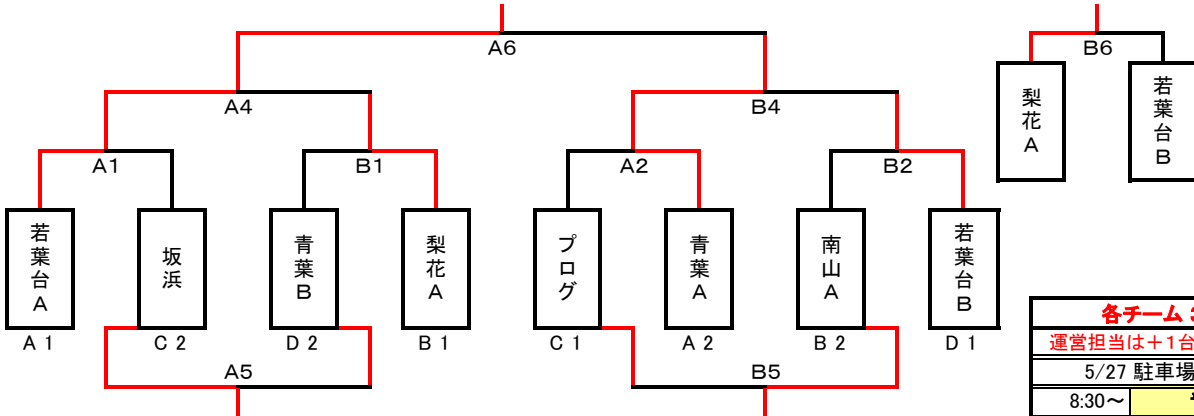 A6
B6
A4
B4
A1
B1
A2
B2
梨花A
若葉台B
若葉台A
坂浜
青葉B
梨花A
プログ
青葉A
南山A
若葉台B
A 1
C 2
D 2
B 1
C 1
A 2
B 2
D 1
A5
B5
各チーム
運営担当は+1台
5/27 駐車場
8:30～